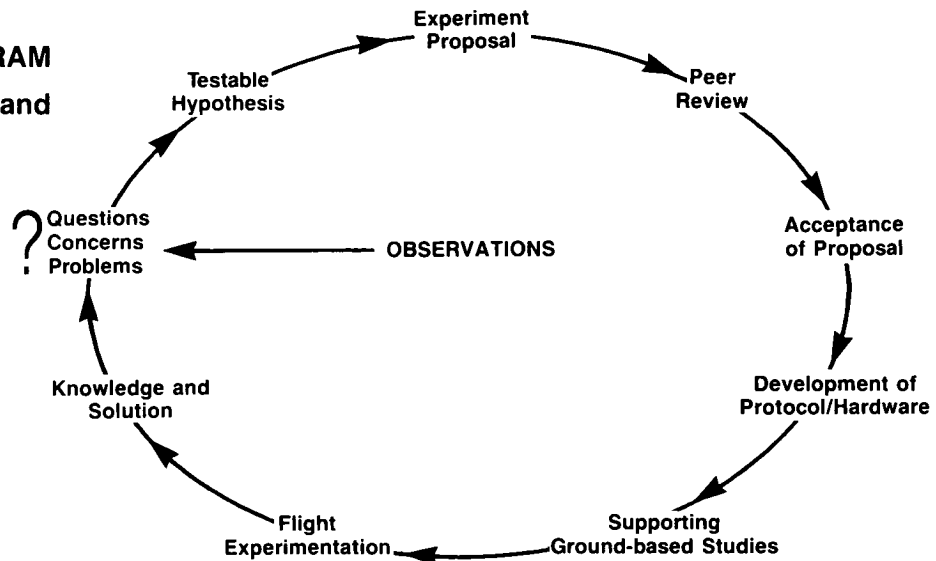 RAM
and
Experiment
Proposal
Testable
Hypothesis
Peer
Review
? Questions
Concerns
Problems
OBSERVATIONS
Acceptance
of Proposal
Knowledge and
Solution
Development of
Protocol/Hardware
Flight
Experimentation
Supporting
Ground-based Studies